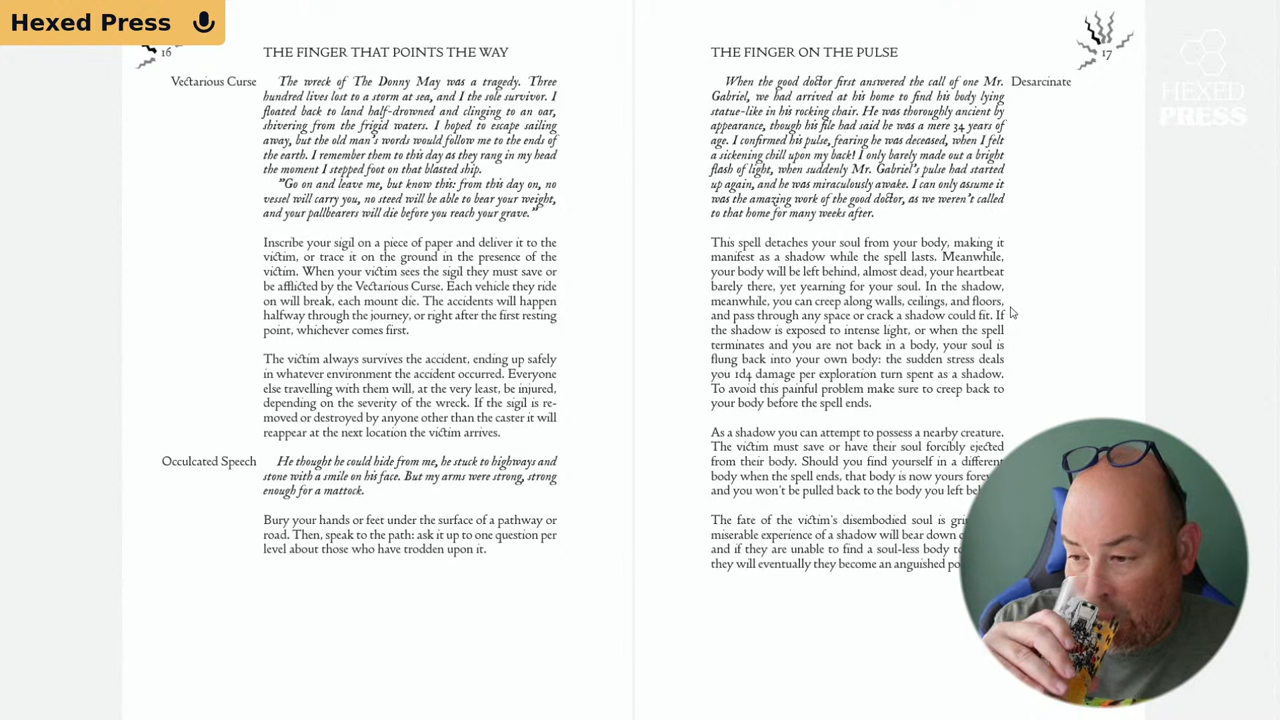 Hexed Press
16
THE FINGER THAT POINTS THE WAY
Vectarious Curse
The wreck of The Donny May was a tragedy. Three
hundred lives lost to a storm at sea, and I the sole survivor. I
floated back to land half-drowned and clinging to an oar,
shivering from the frigid waters. I hoped to escape sailing
away, but the old man's words would follow me to the ends of
the earth. I remember them to this day as they rang in my head
the moment I stepped foot on that blasted ship.
"Go on and leave me, but know this: from this day on, no
vessel will carry you, no steed will be able to bear your weight,
and your pallbearers will die before you reach your grave."
Inscribe your sigil on a piece of paper and deliver it to the
victim, or trace it on the ground in the presence of the
victim. When your victim sees the sigil they must save or
be afflicted by the Vectarious Curse. Each vehicle they ride
on will break, each mount die. The accidents will happen
halfway through the journey, or right after the first resting
point, whichever comes first.
The victim always survives the accident, ending up safely
in whatever environment the accident occurred. Everyone
else travelling with them will, at the very least, be injured,
depending on the severity of the wreck. If the sigil is re-
moved or destroyed by anyone other than the caster it will
reappear at the next location the victim arrives.
Occulcated Speech
He thought he could hide from me, he stuck to highways and
stone with a smile on his face. But my arms were strong, strong
enough for a mattock.
Bury your hands or feet under the surface of a pathway or
road. Then, speak to the path: ask it up to one question per
level about those who have trodden upon it.
THE FINGER ON THE PULSE
17
Desarcinate
When the good doctor first answered the call of one Mr.
Gabriel, we had arrived at his home to find his body lying
statue-like in his rocking chair. He was thoroughly ancient by
appearance, though his file had said he was a mere 34 years of
age. I confirmed his pulse, fearing he was deceased, when I felt
a sickening chill upon my back! I only barely made out a bright
flash of light, when suddenly Mr. Gabriel's pulse had started
up again, and he was miraculously awake. I can only assume it
was the amazing work of the good doctor, as we weren't called
to that home for many weeks after.
This spell detaches your soul from your body, making it
manifest as a shadow while the spell lasts. Meanwhile,
your body will be left behind, almost dead, your heartbeat
barely there, yet yearning for your soul. In the shadow,
meanwhile, you can creep along walls, ceilings, and floors,
and pass through any space or crack a shadow could fit. If
the shadow is exposed to intense light, or when the spell
terminates and you are not back in a body, your soul is
flung back into your own body: the sudden stress deals
you 1d4 damage per exploration turn spent as a shadow.
To avoid this painful problem make sure to creep back to
your body before the spell ends.
As a shadow you can attempt to possess a nearby creature.
The victim must save or have their soul forcibly ejected
from their body. Should you find yourself in a different
body when the spell ends, that body is now yours
and you won't be pulled back to the body you left
The fate of the victim's disembodied soul is
miserable experience of a shadow will bear down
and if they are unable to find a soul-less body
they will eventually they become an anguished
HEXED
PRESS